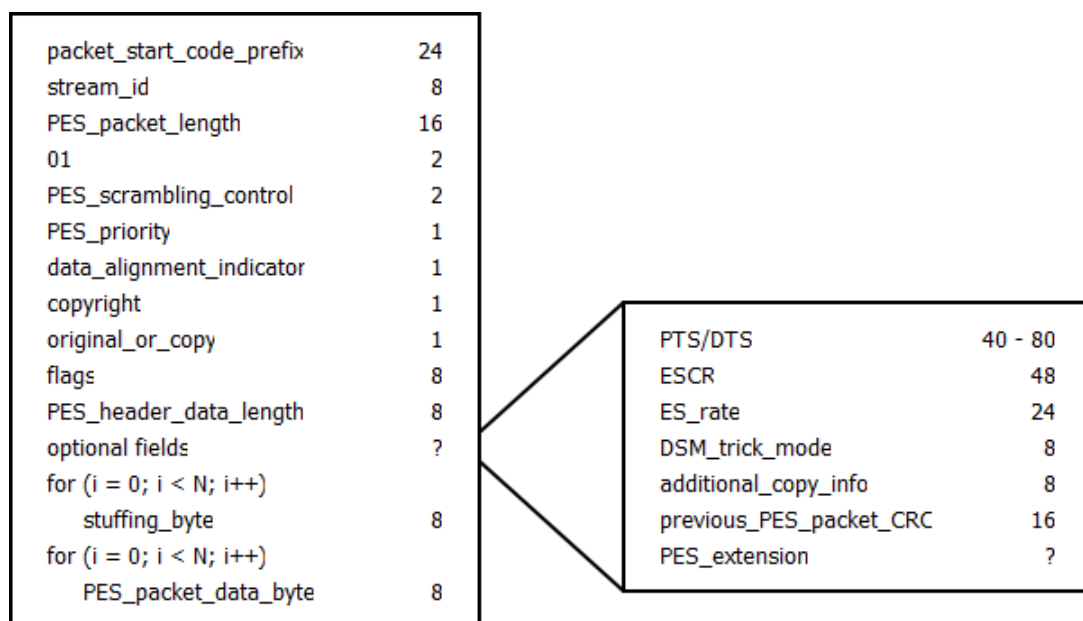 packet_start_code_prefix 24
stream_id 8
PES_packet_length 16
01 2
PES_scrambling_control 2
PES_priority 1
data_alignment_indicator 1
copyright 1
original_or_copy 1
flags 8
PES_header_data_length 8
optional fields ?
for (i = 0; i < N; i++)
stuffing_byte 8
for (i = 0; i < N; i++)
PES_packet_data_byte 8
PTS/DTS 40 - 80
ESCR 48
ES_rate 24
DSM_trick_mode 8
additional_copy_info 8
previous_PES_packet_CRC 16
PES_extension ?